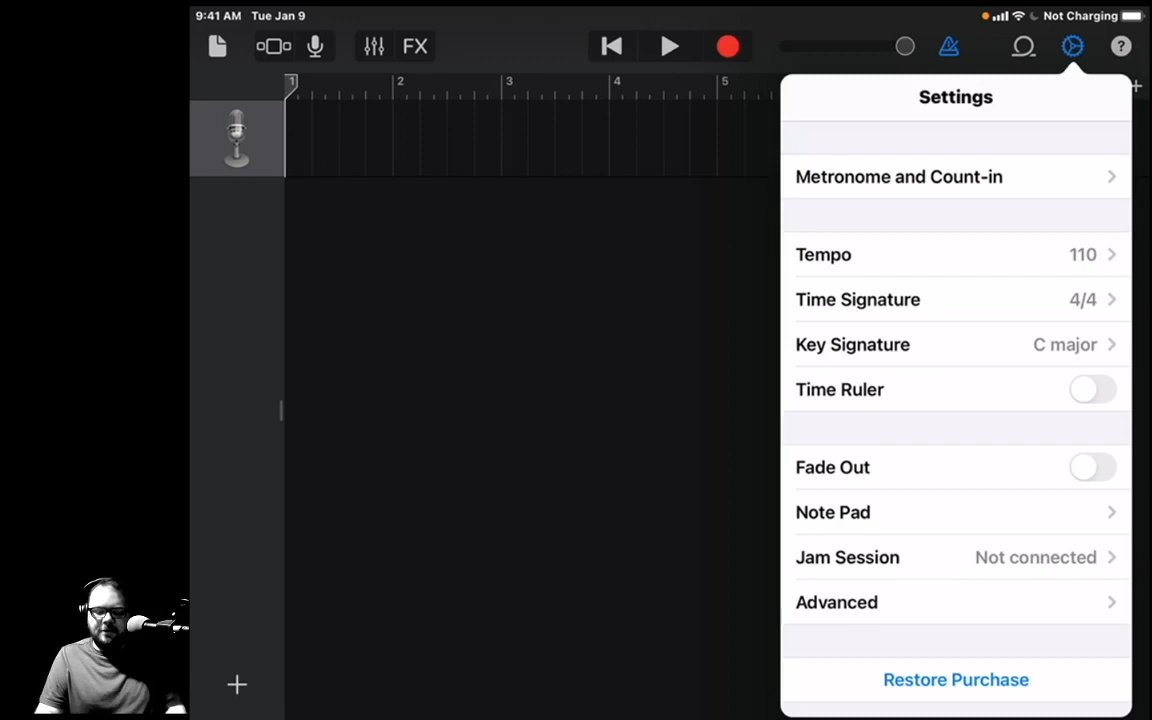 9:41 AM Tue Jan 9
Not Charging
FX
?
1 2 3 4 5
Settings
Metronome and Count-in
Tempo 110
Time Signature 4/4
Key Signature C major
Time Ruler
Fade Out
Note Pad
Jam Session Not connected
Advanced
Restore Purchase